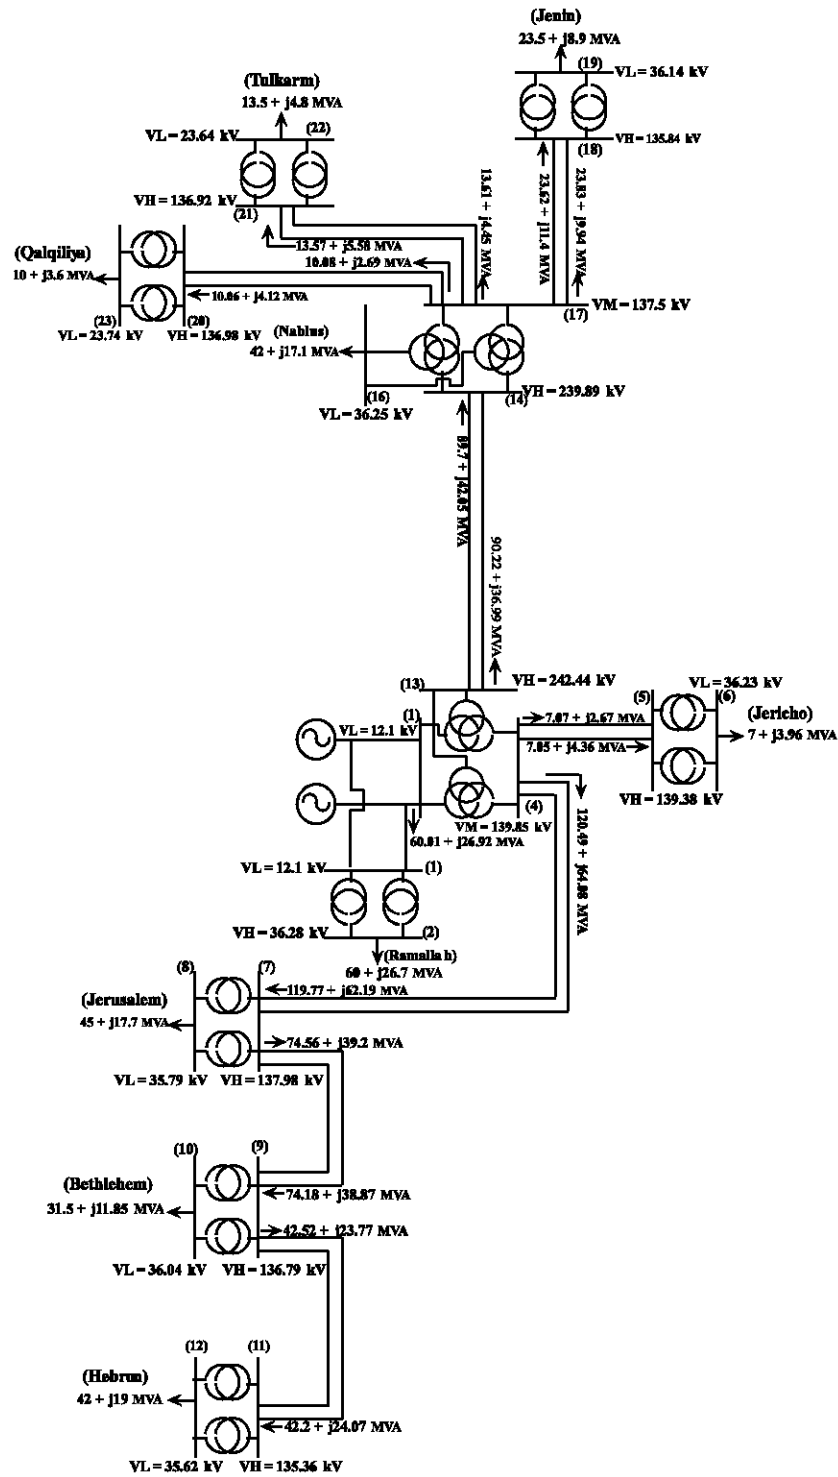 (Jenin)
23.5 + j8.9 MVA
(19)
VL = 36.14 kV
(Tulkarm)
13.5 + j4.8 MVA
VL = 23.64 kV
(22)
VH = 135.84 kV
(18)
VH = 136.92 kV
(21)
13.61 + j4.45 MVA
23.62 + j11.4 MVA
23.83 + j9.94 MVA
13.57 + j5.58 MVA
(Qalqiliya)
10.08 + j2.69 MVA
10 + j3.6 MVA
10.06 + j4.12 MVA
VM = 137.5 kV
(17)
(23)
(20)
VL = 23.74 kV
VH = 136.98 kV
(Nablus)
42 + j17.1 MVA
(16)
VL = 36.25 kV
VH = 239.89 kV
(14)
89.7 + j42.05 MVA
90.22 + j36.99 MVA
(13)
VH = 242.44 kV
VL = 36.23 kV
(5)
(6)
(1)
VL = 12.1 kV
7.07 + j2.67 MVA
(Jericho)
7 + j3.96 MVA
7.05 + j4.36 MVA
VH = 139.38 kV
(4)
VM = 139.85 kV
60.01 + j26.92 MVA
120.49 + j64.08 MVA
VL = 12.1 kV
(1)
VH = 36.28 kV
(2)
(Ramallah)
60 + j26.7 MVA
(8)
(7)
(Jerusalem)
119.77 + j62.19 MVA
45 + j17.7 MVA
74.56 + j39.2 MVA
VL = 35.79 kV
VH = 137.98 kV
(10)
(9)
(Bethlehem)
74.18 + j38.87 MVA
31.5 + j11.85 MVA
42.52 + j23.77 MVA
VL = 36.04 kV
VH = 136.79 kV
(12)
(11)
(Hebrun)
42 + j19 MVA
42.2 + j24.07 MVA
VL = 35.62 kV
VH = 135.36 kV